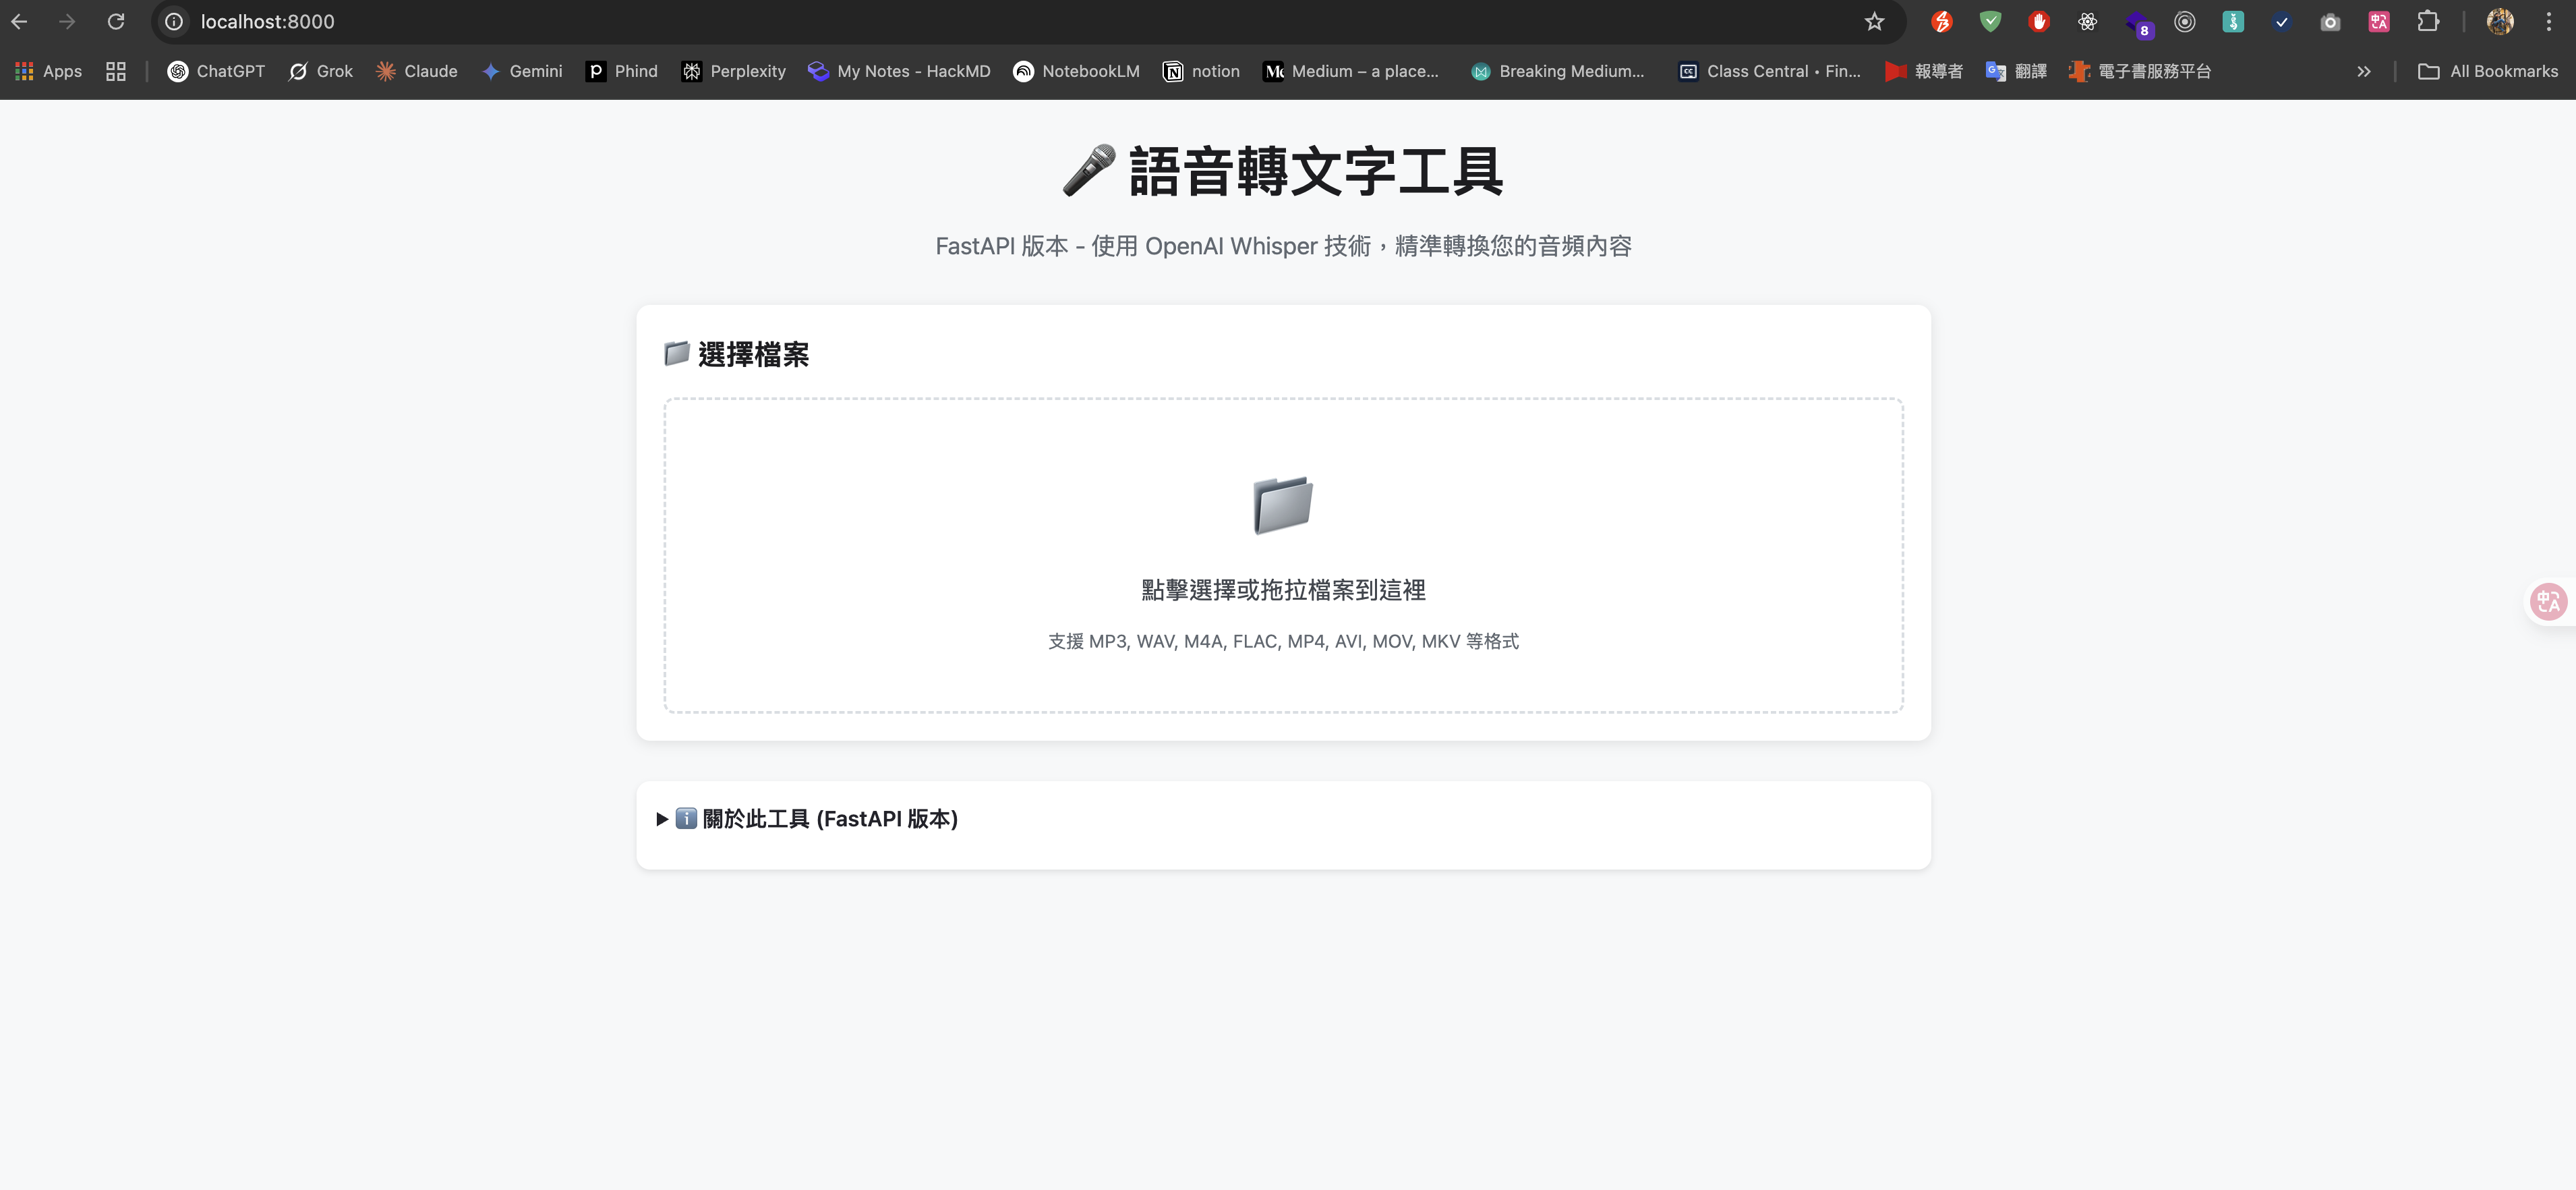 localhost:8000
8
Apps
ChatGPT
Grok
Claude
Gemini
Phind
Perplexity
My Notes - HackMD
NotebookLM
notion
Medium – a place...
Breaking Medium...
Class Central • Fin...
報導者
翻譯
電子書服務平台
All Bookmarks
🎤 語音轉文字工具
FastAPI 版本 - 使用 OpenAI Whisper 技術，精準轉換您的音頻內容
📁 選擇檔案
點擊選擇或拖拉檔案到這裡
支援 MP3, WAV, M4A, FLAC, MP4, AVI, MOV, MKV 等格式
▶ ℹ️ 關於此工具 (FastAPI 版本)
中A